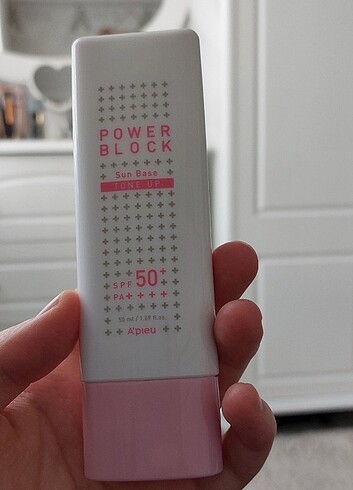 POWER
BLOCK
Sun Base
TONE UP
SPF 50+
PA++++
50 ml / 1.69 fl.oz.
A'PIEU